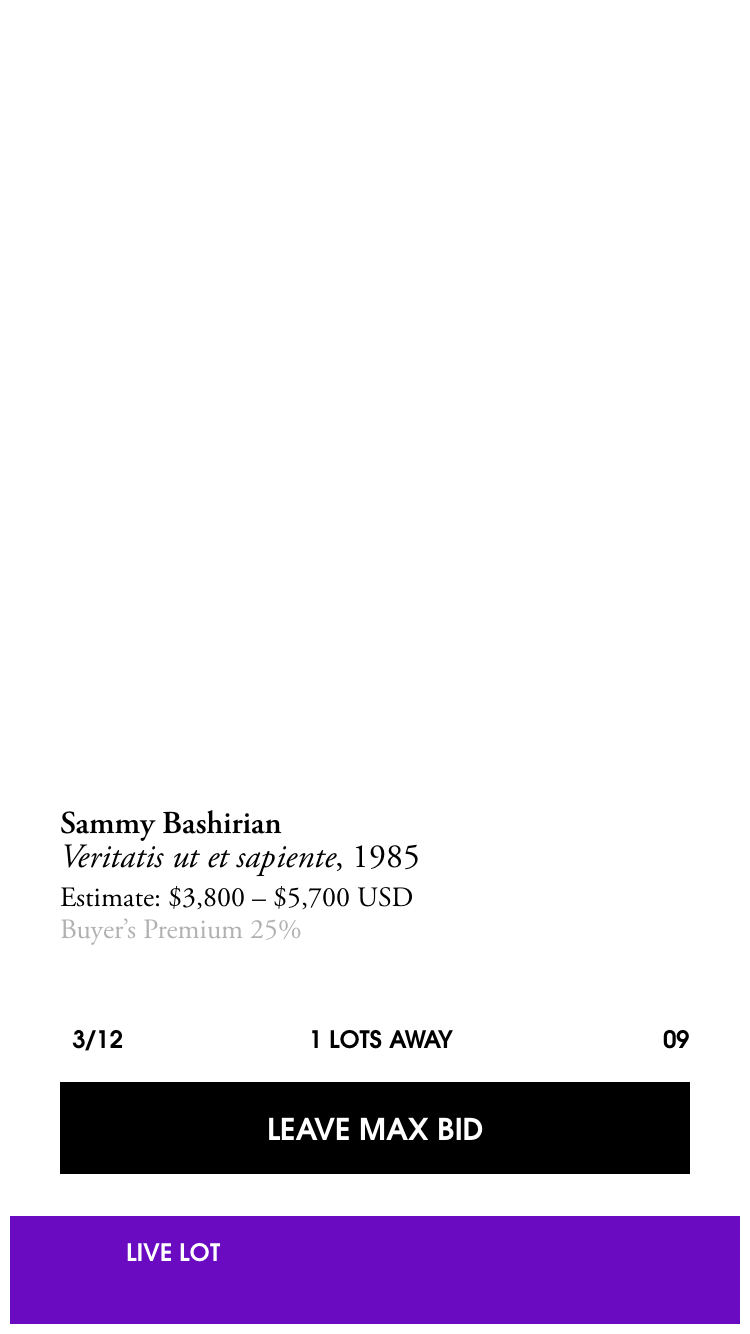 Sammy Bashirian
Veritatis ut et sapiente, 1985
Estimate: $3,800 – $5,700 USD
Buyer’s Premium 25%
3/12 1 LOTS AWAY 09
LEAVE MAX BID
LIVE LOT